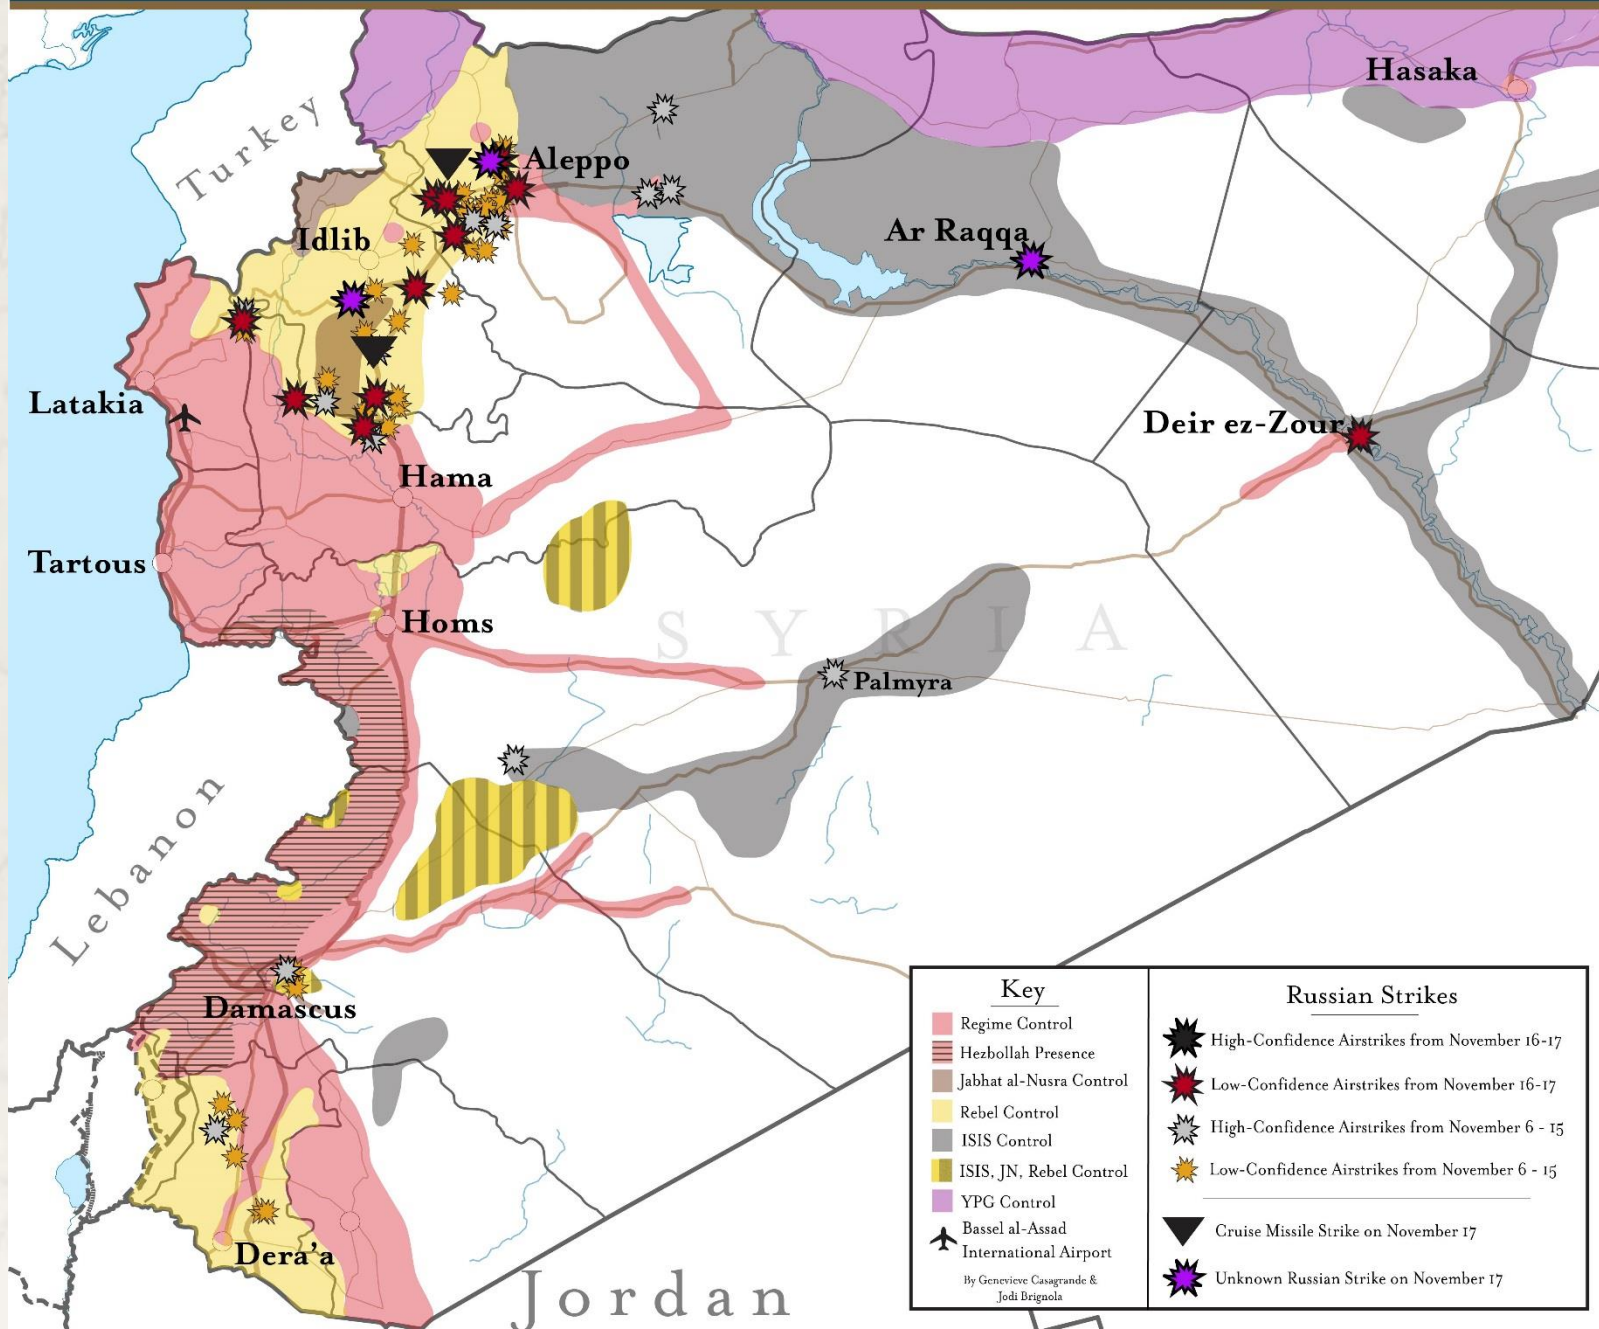 Hasaka
Turkey
Aleppo
Idlib
Ar Raqqa
Latakia
Deir ez-Zour
Hama
Tartous
Homs
SYRIA
Palmyra
Lebanon
Damascus
Dera'a
Jordan
Key
Regime Control
Hezbollah Presence
Jabhat al-Nusra Control
Rebel Control
ISIS Control
ISIS, JN, Rebel Control
YPG Control
Bassel al-Assad
International Airport
By Genevieve Casagrande &
Jodi Brignola
Russian Strikes
High-Confidence Airstrikes from November 16-17
Low-Confidence Airstrikes from November 16-17
High-Confidence Airstrikes from November 6 - 15
Low-Confidence Airstrikes from November 6 - 15
Cruise Missile Strike on November 17
Unknown Russian Strike on November 17